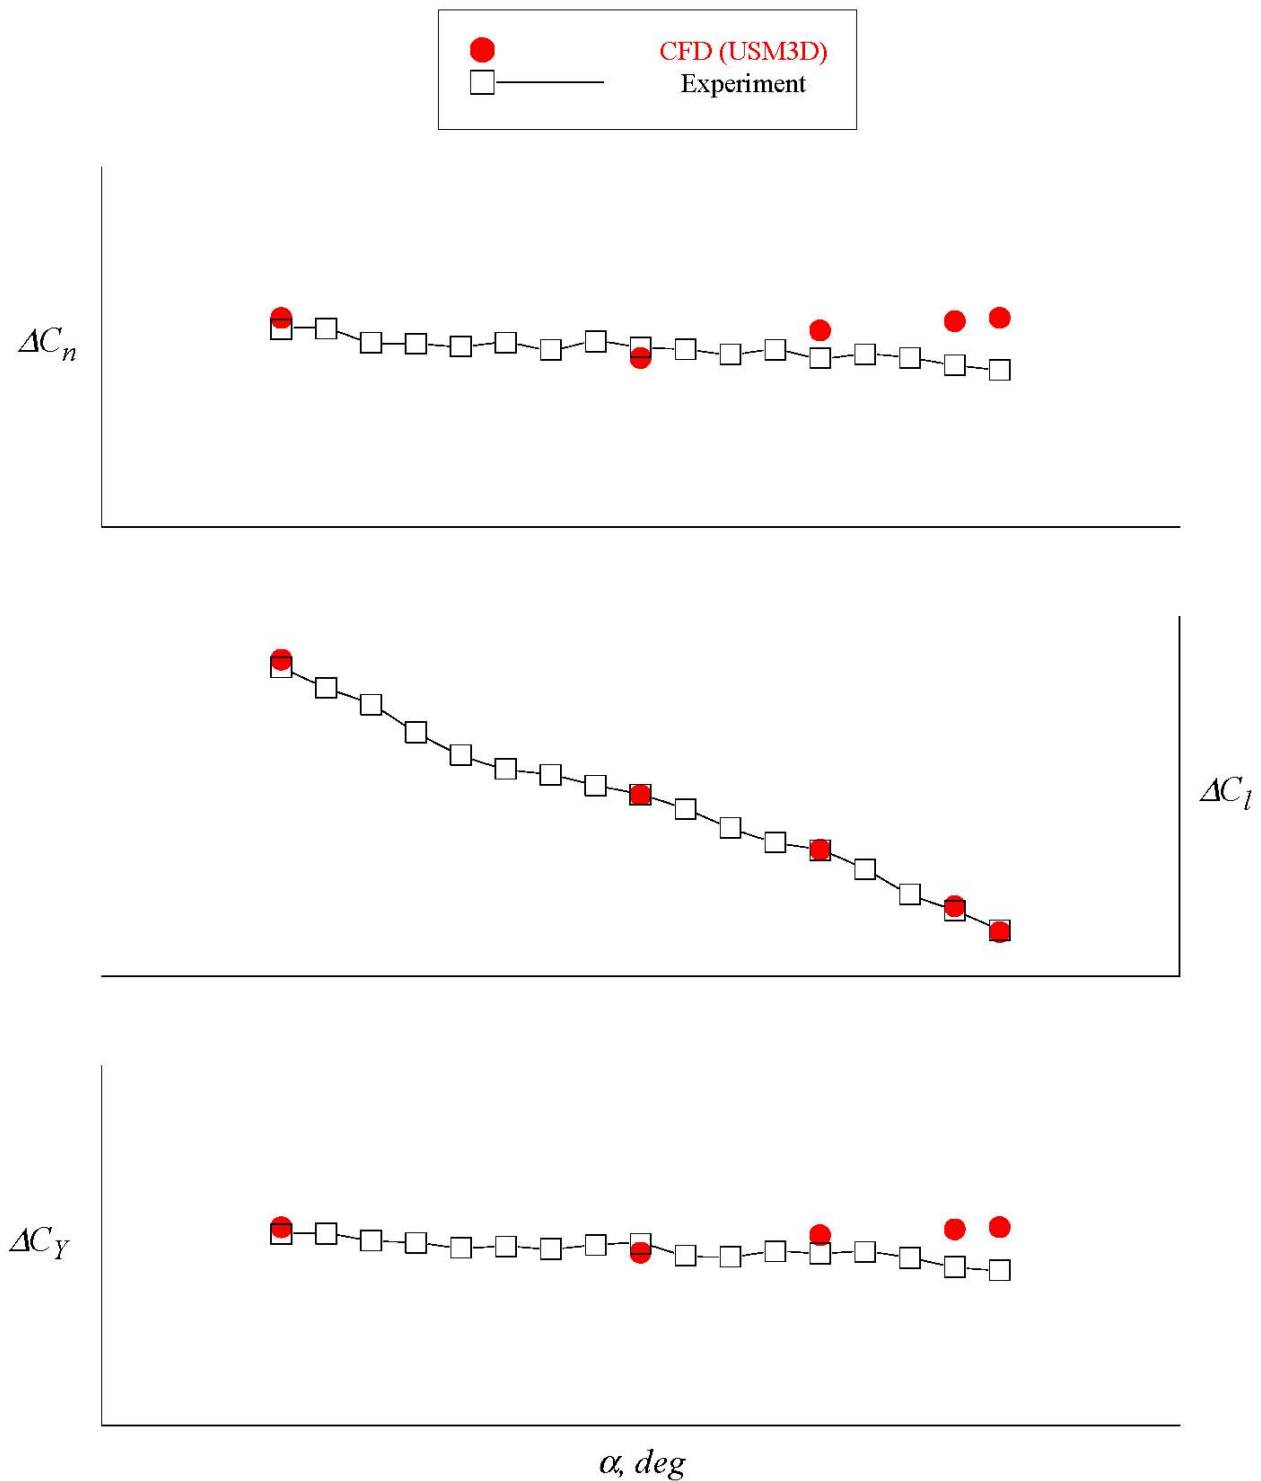 CFD (USM3D)
Experiment
ΔCn
ΔCl
ΔCY
α, deg